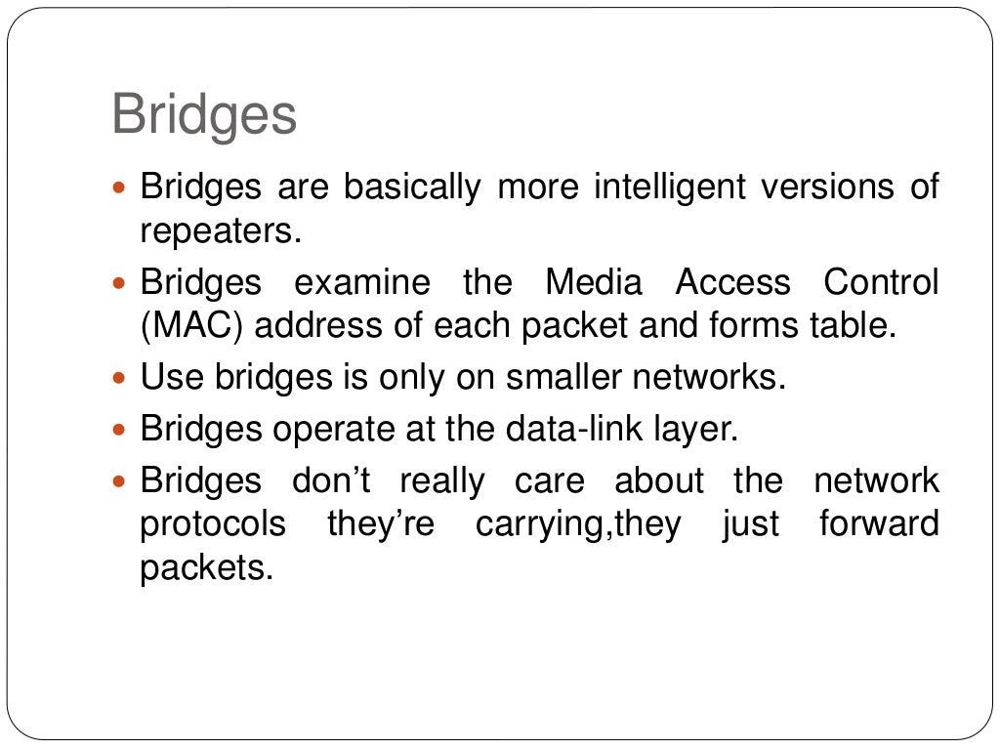 Bridges
• Bridges are basically more intelligent versions of
repeaters.
• Bridges examine the Media Access Control
(MAC) address of each packet and forms table.
• Use bridges is only on smaller networks.
• Bridges operate at the data-link layer.
• Bridges don’t really care about the network
protocols they’re carrying,they just forward
packets.